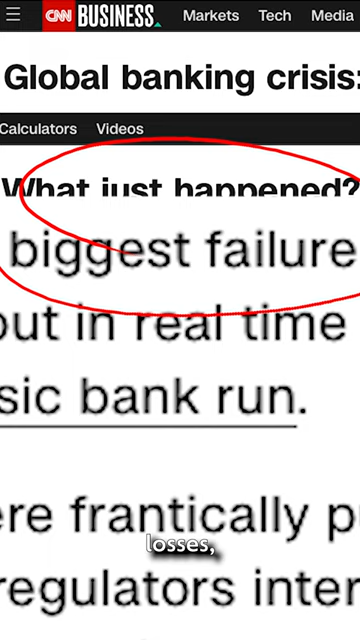 CNN BUSINESS Markets Tech Media
Global banking crisis:
Calculators Videos
What just happened?
biggest failure
out in real time
sic bank run.
ere frantically p
losses,
regulators inter